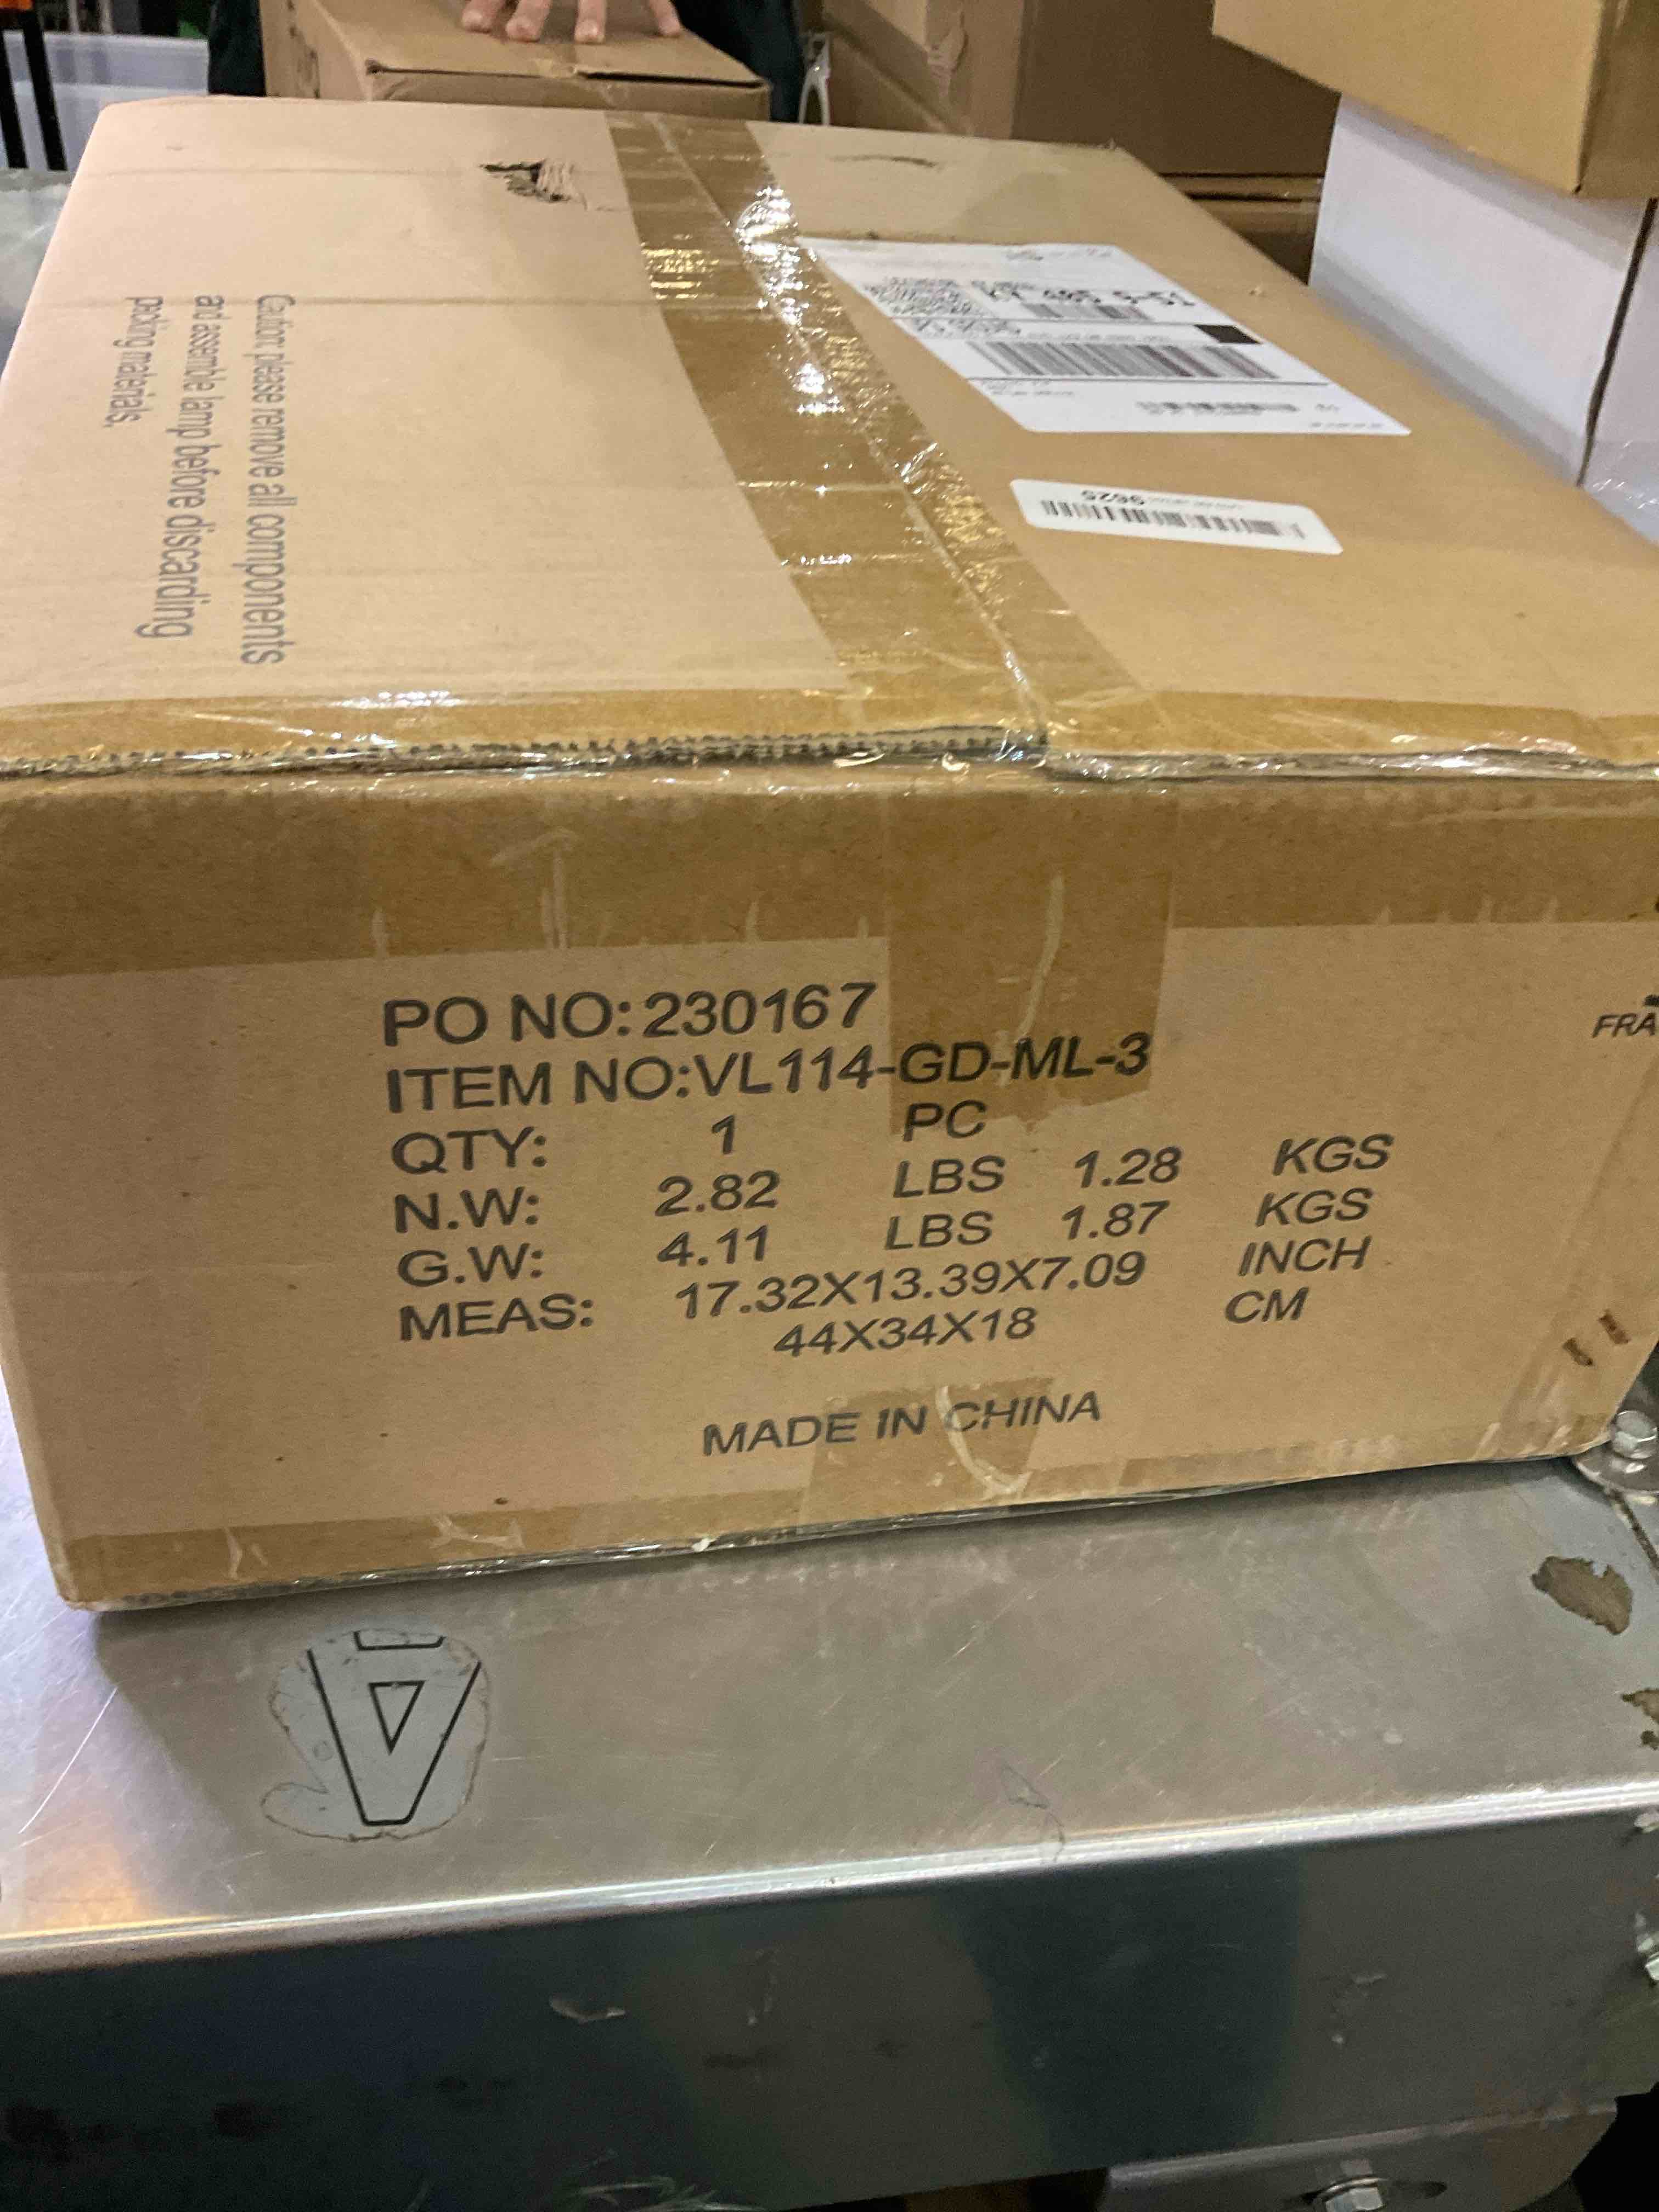 Caution: please remove all components
and assemble lamp before discarding
packing materials.
9625
PO NO:230167
ITEM NO:VL114-GD-ML-3
QTY: 1 PC
N.W: 2.82 LBS 1.28 KGS
G.W: 4.11 LBS 1.87 KGS
MEAS: 17.32X13.39X7.09 INCH
44X34X18 CM
MADE IN CHINA
FRA
A